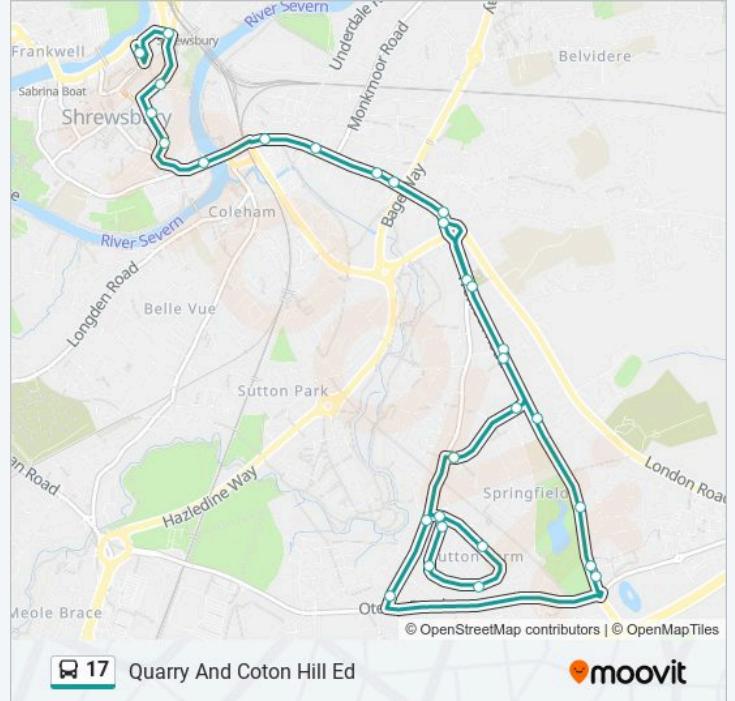 River Severn
Frankwell
Shrewsbury
Underdale
Belvidere
Sabrina Boat
Monkmoor Road
Shrewsbury
Bage Way
Coleham
River Severn
Longden Road
Belle Vue
Sutton Park
London Road
Hazledine Way
Springfield
Meole Brace
© OpenStreetMap contributors | © OpenMapTiles
17 Quarry And Coton Hill Ed
moovit